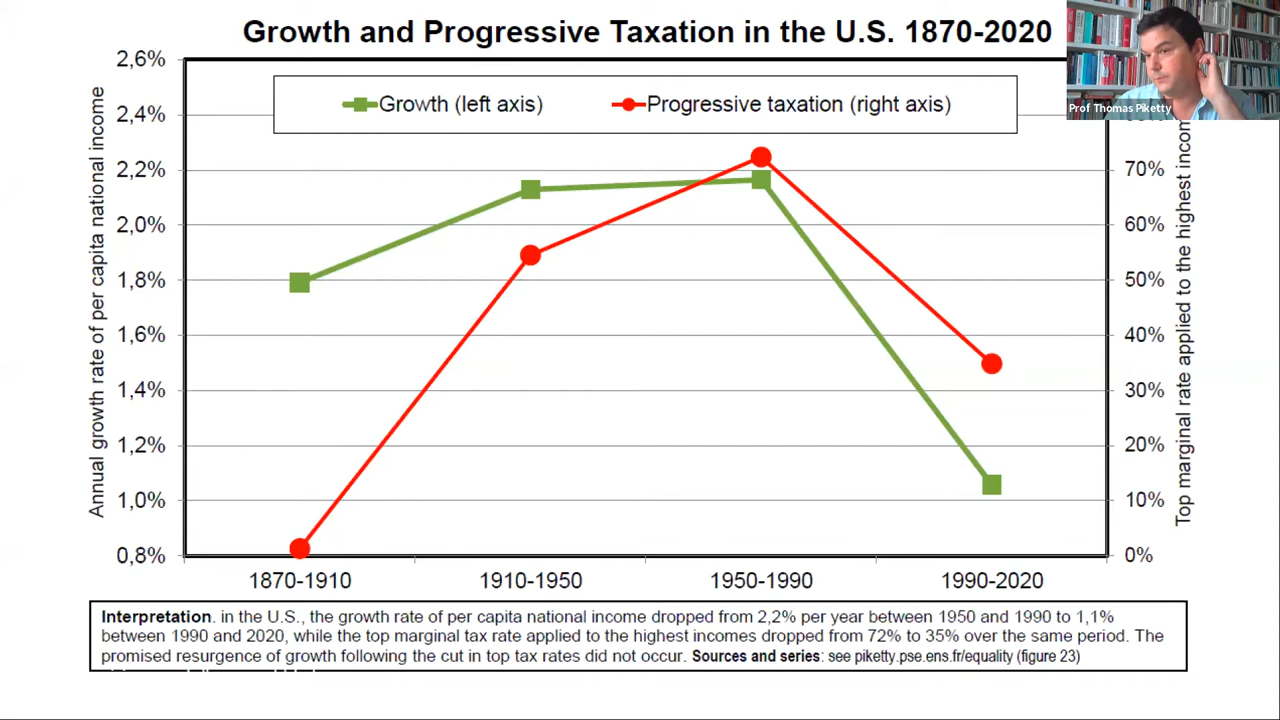 Growth and Progressive Taxation in the U.S. 1870-2020
Prof Thomas Piketty
Growth (left axis)
Progressive taxation (right axis)
Annual growth rate of per capita national income
2,6%
2,4%
2,2%
2,0%
1,8%
1,6%
1,4%
1,2%
1,0%
0,8%
70%
60%
50%
40%
30%
20%
10%
0%
Top marginal rate applied to the highest
1870-1910
1910-1950
1950-1990
1990-2020
Interpretation. in the U.S., the growth rate of per capita national income dropped from 2,2% per year between 1950 and 1990 to 1,1%
between 1990 and 2020, while the top marginal tax rate applied to the highest incomes dropped from 72% to 35% over the same period. The
promised resurgence of growth following the cut in top tax rates did not occur. Sources and series: see piketty.pse.ens.fr/equality (figure 23)